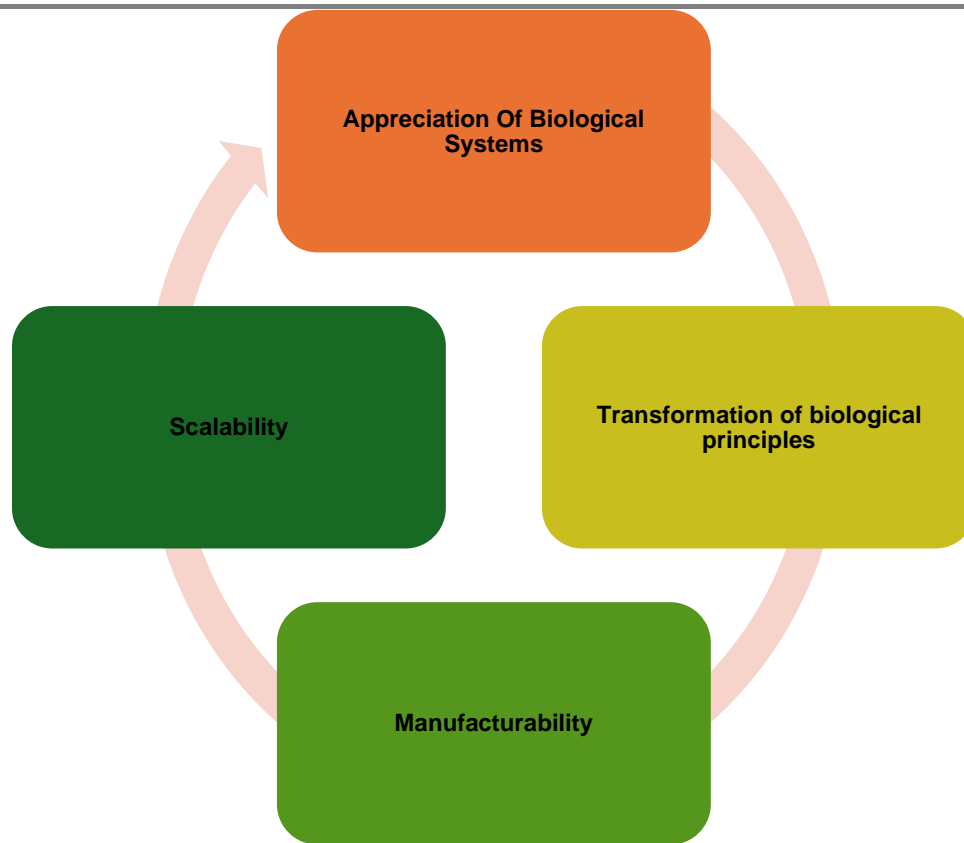 Appreciation Of Biological
Systems
Transformation of biological
principles
Scalability
Manufacturability